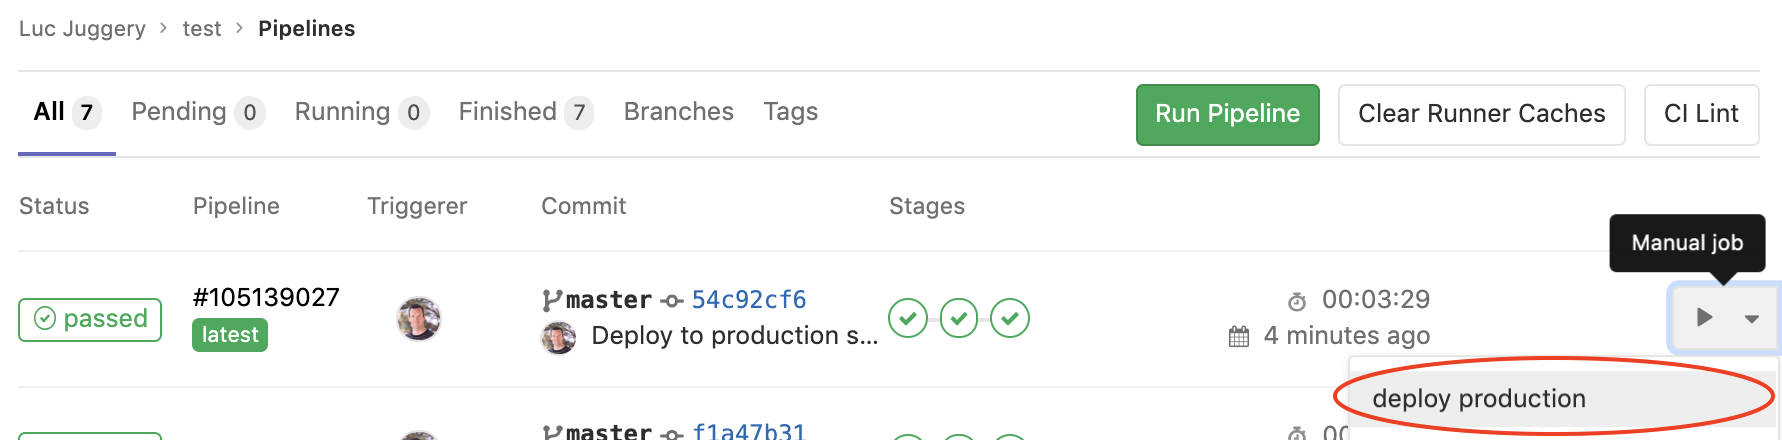 Luc Juggery > test > Pipelines
All 7 Pending 0 Running 0 Finished 7 Branches Tags Run Pipeline Clear Runner Caches CI Lint
Status Pipeline Triggerer Commit Stages
Manual job
passed #105139027 master 54c92cf6 00:03:29
latest Deploy to production s... 4 minutes ago
deploy production
master f1a47b31 00